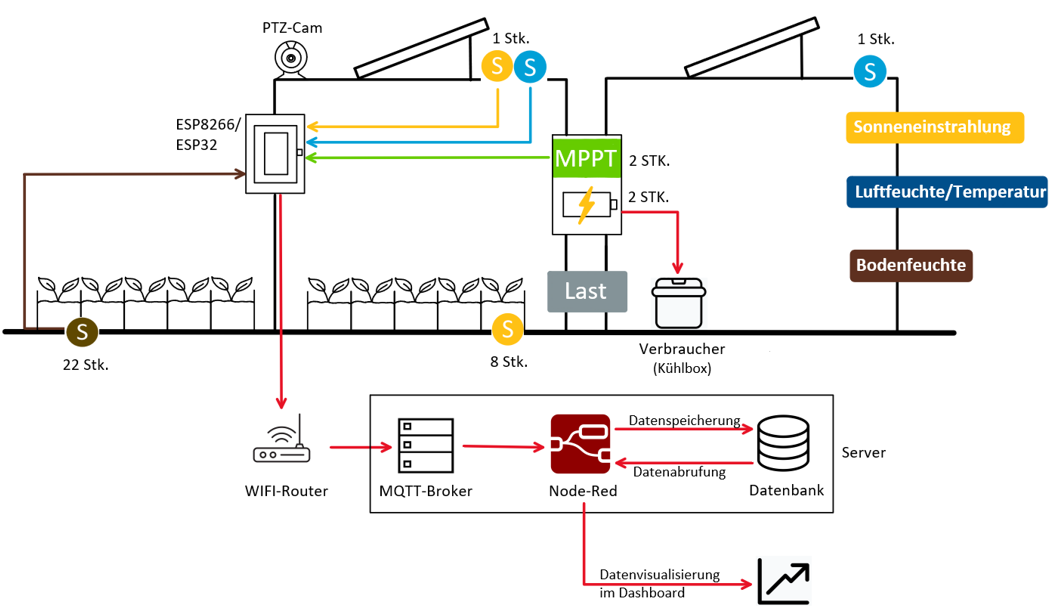 PTZ-Cam
1 Stk.
S
S
1 Stk.
S
ESP8266/
ESP32
Sonneneinstrahlung
MPPT
2 STK.
2 STK.
Luftfeuchte/Temperatur
Bodenfeuchte
Last
S
22 Stk.
S
8 Stk.
Verbraucher
(Kühlbox)
Datenspeicherung
Datenabrufung
Server
WIFI-Router
MQTT-Broker
Node-Red
Datenbank
Datenvisualisierung
im Dashboard